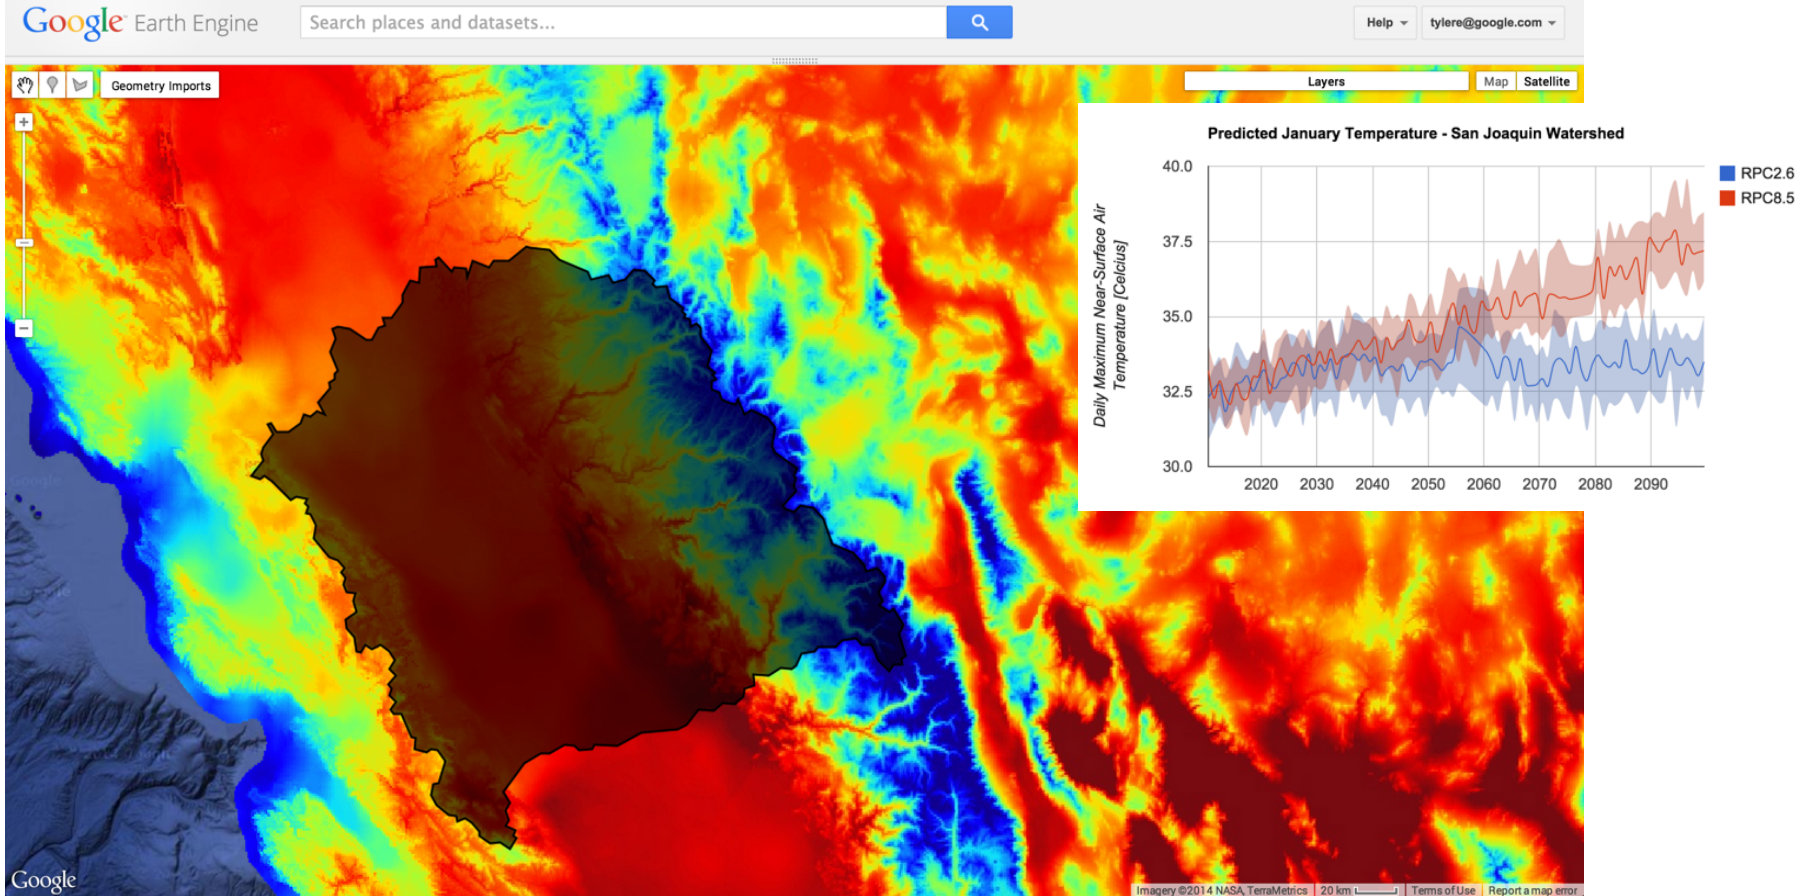 Google Earth Engine
Search places and datasets...
Help
tylere@google.com
Geometry Imports
Layers
Map
Satellite
+
−
Predicted January Temperature - San Joaquin Watershed
Daily Maximum Near-Surface Air
Temperature [Celcius]
40.0
37.5
35.0
32.5
30.0
2020 2030 2040 2050 2060 2070 2080 2090
RPC2.6
RPC8.5
Google
Google
Imagery ©2014 NASA, TerraMetrics
20 km
Terms of Use
Report a map error